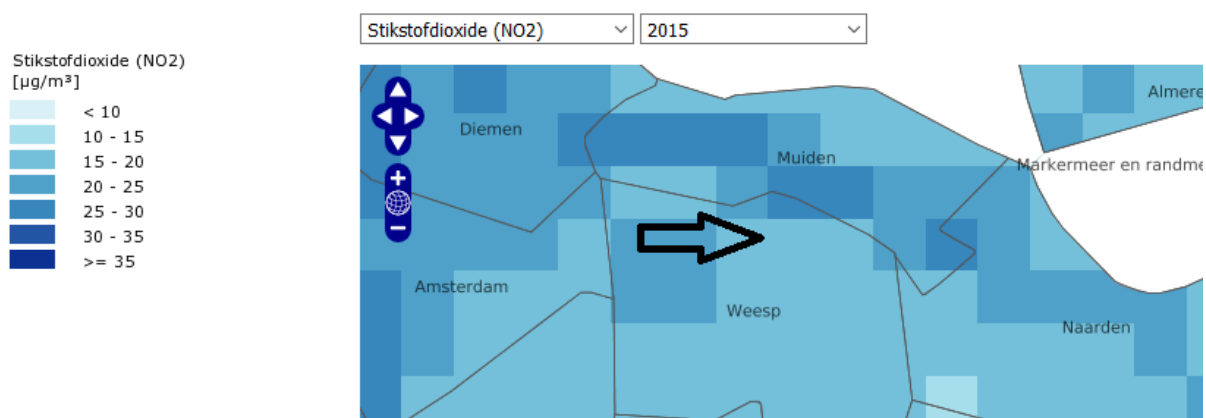 Stikstofdioxide (NO2) 2015
Stikstofdioxide (NO2)
[µg/m³]
< 10
10 - 15
15 - 20
20 - 25
25 - 30
30 - 35
>= 35
Almere
Diemen
Muiden
Markermeer en randme
Amsterdam
Weesp
Naarden